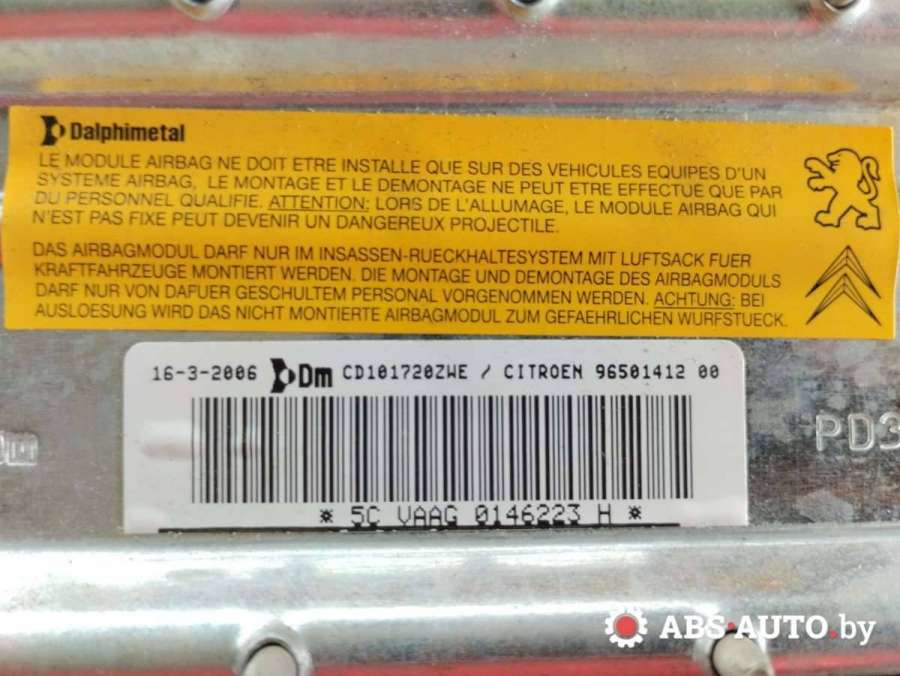 Dalphimetal
LE MODULE AIRBAG NE DOIT ETRE INSTALLE QUE SUR DES VEHICULES EQUIPES D'UN
SYSTEME AIRBAG, LE MONTAGE ET LE DEMONTAGE NE PEUT ETRE EFFECTUE QUE PAR
DU PERSONNEL QUALIFIE. ATTENTION; LORS DE L'ALLUMAGE, LE MODULE AIRBAG QUI
N'EST PAS FIXE PEUT DEVENIR UN DANGEREUX PROJECTILE.
DAS AIRBAGMODUL DARF NUR IM INSASSEN-RUECKHALTESYSTEM MIT LUFTSACK FUER
KRAFTFAHRZEUGE MONTIERT WERDEN. DIE MONTAGE UND DEMONTAGE DES AIRBAGMODULS
DARF NUR VON DAFUER GESCHULTEM PERSONAL VORGENOMMEN WERDEN. ACHTUNG: BEI
AUSLOESUNG WIRD DAS NICHT MONTIERTE AIRBAGMODUL ZUM GEFAEHRLICHEN WURFSTUECK.
16-3-2006 Dm CD101720ZWE / CITROEN 96501412 00
PD3
* 5C VAAG 0146223 H *
ABS-AUTO.by